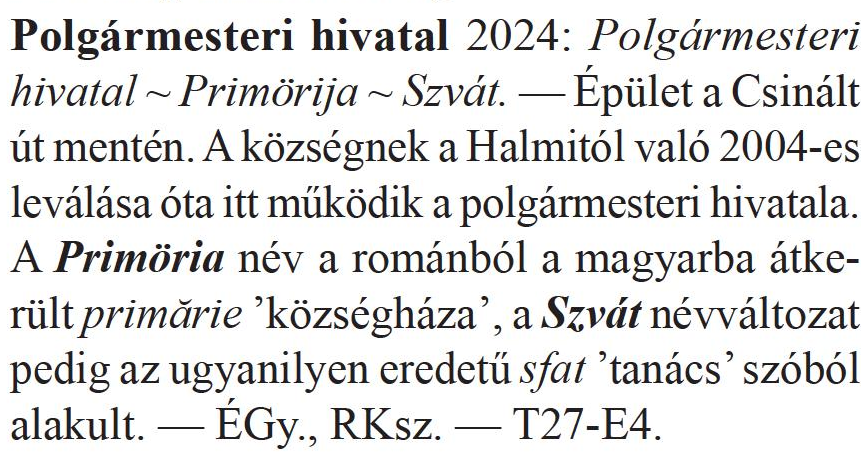 Polgármesteri hivatal 2024: Polgármesteri
hivatal ~ Primörija ~ Szvát. — Épület a Csinált
út mentén. A községnek a Halmitól való 2004-es
leválása óta itt működik a polgármesteri hivatala.
A Primöria név a románból a magyarba átke-
rült primărie ’községháza’, a Szvát névváltozat
pedig az ugyanilyen eredetű sfat ’tanács’ szóból
alakult. — ÉGy., RKsz. — T27-E4.